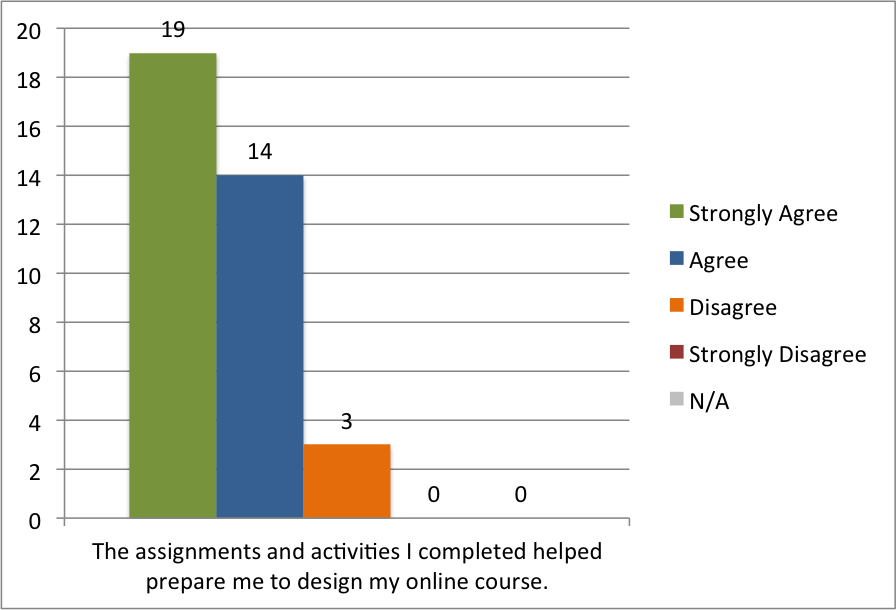 20
18
16
14
12
10
8
6
4
2
0
19
14
3
0
0
The assignments and activities I completed helped
prepare me to design my online course.
Strongly Agree
Agree
Disagree
Strongly Disagree
N/A